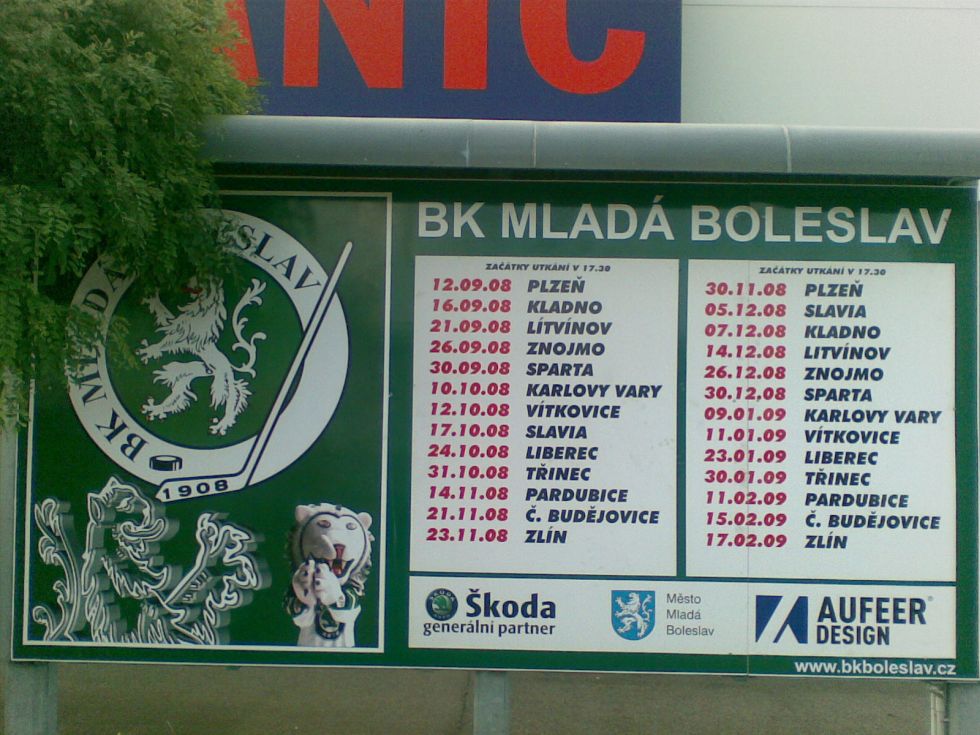 ANIC
BK MLADÁ BOLESLAV
BK MLADÁ BOLESLAV
1908
ZAČÁTKY UTKÁNÍ V 17.30
12.09.08 PLZEŇ
16.09.08 KLADNO
21.09.08 LÍTVÍNOV
26.09.08 ZNOJMO
30.09.08 SPARTA
10.10.08 KARLOVY VARY
12.10.08 VÍTKOVICE
17.10.08 SLAVIA
24.10.08 LIBEREC
31.10.08 TŘINEC
14.11.08 PARDUBICE
21.11.08 Č. BUDĚJOVICE
23.11.08 ZLÍN
ZAČÁTKY UTKÁNÍ V 17.30
30.11.08 PLZEŇ
05.12.08 SLAVIA
07.12.08 KLADNO
14.12.08 LITVÍNOV
26.12.08 ZNOJMO
30.12,08 SPARTA
09.01.09 KARLOVY VARY
11.01.09 VÍTKOVICE
23.01.09 LIBEREC
30.01.09 TŘINEC
11.02.09 PARDUBICE
15.02.09 Č. BUDĚJOVICE
17.02.09 ZLÍN
Škoda
generální partner
Město
Mladá
Boleslav
AUFEER®
DESIGN
www.bkboleslav.cz